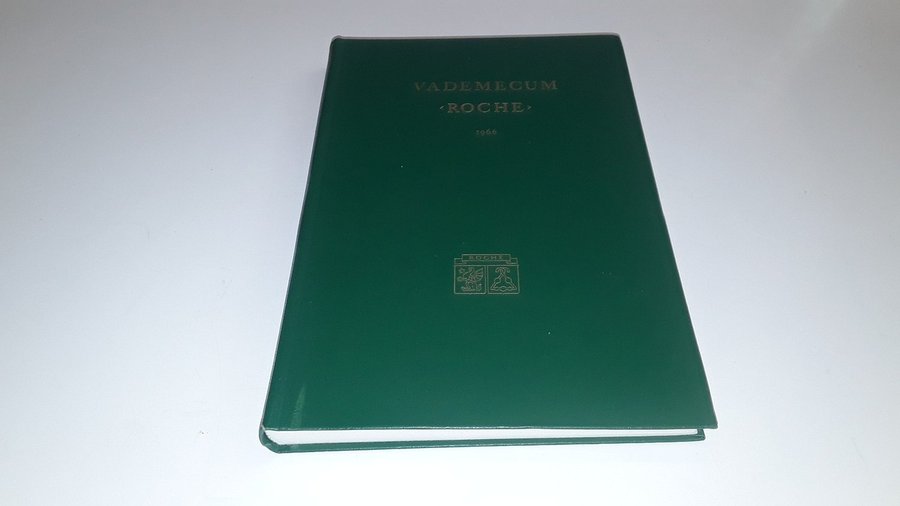 VADEMECUM
‹ROCHE›
1966
ROCHE